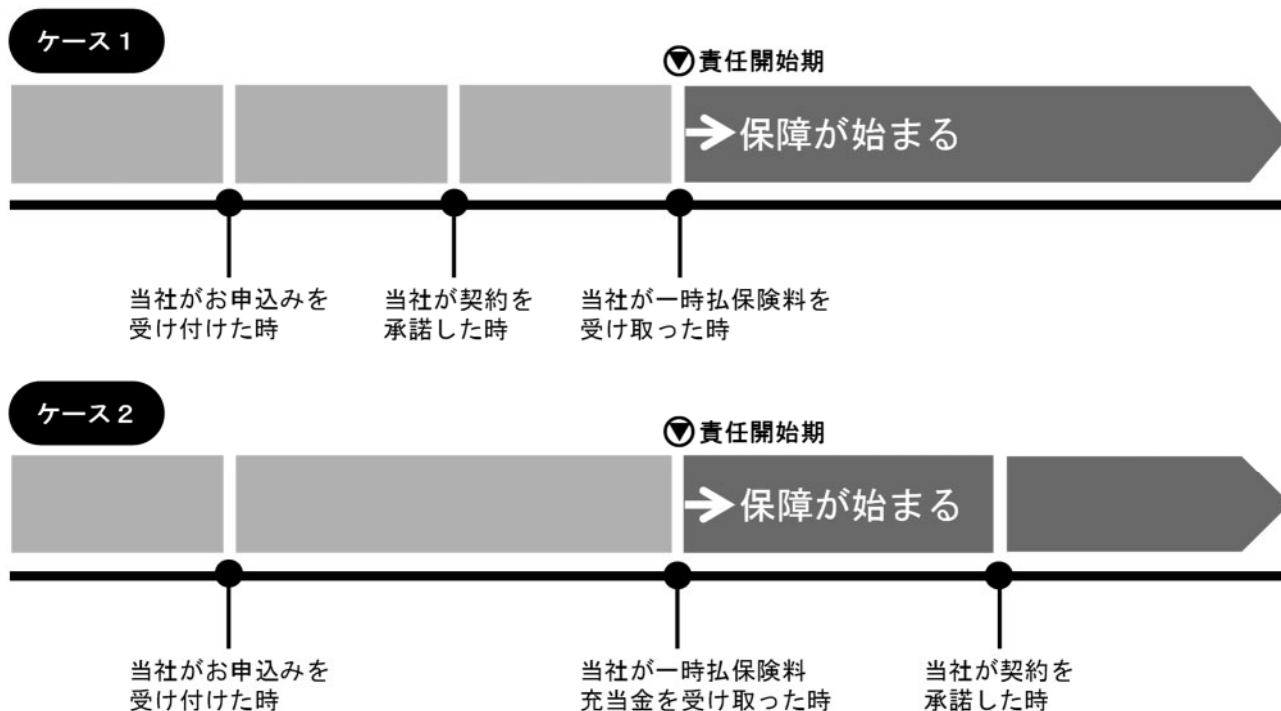 ケース1
責任開始期
保障が始まる
当社がお申込みを
受け付けた時
当社が契約を
承諾した時
当社が一時払保険料を
受け取った時
ケース2
責任開始期
保障が始まる
当社がお申込みを
受け付けた時
当社が一時払保険料
充当金を受け取った時
当社が契約を
承諾した時